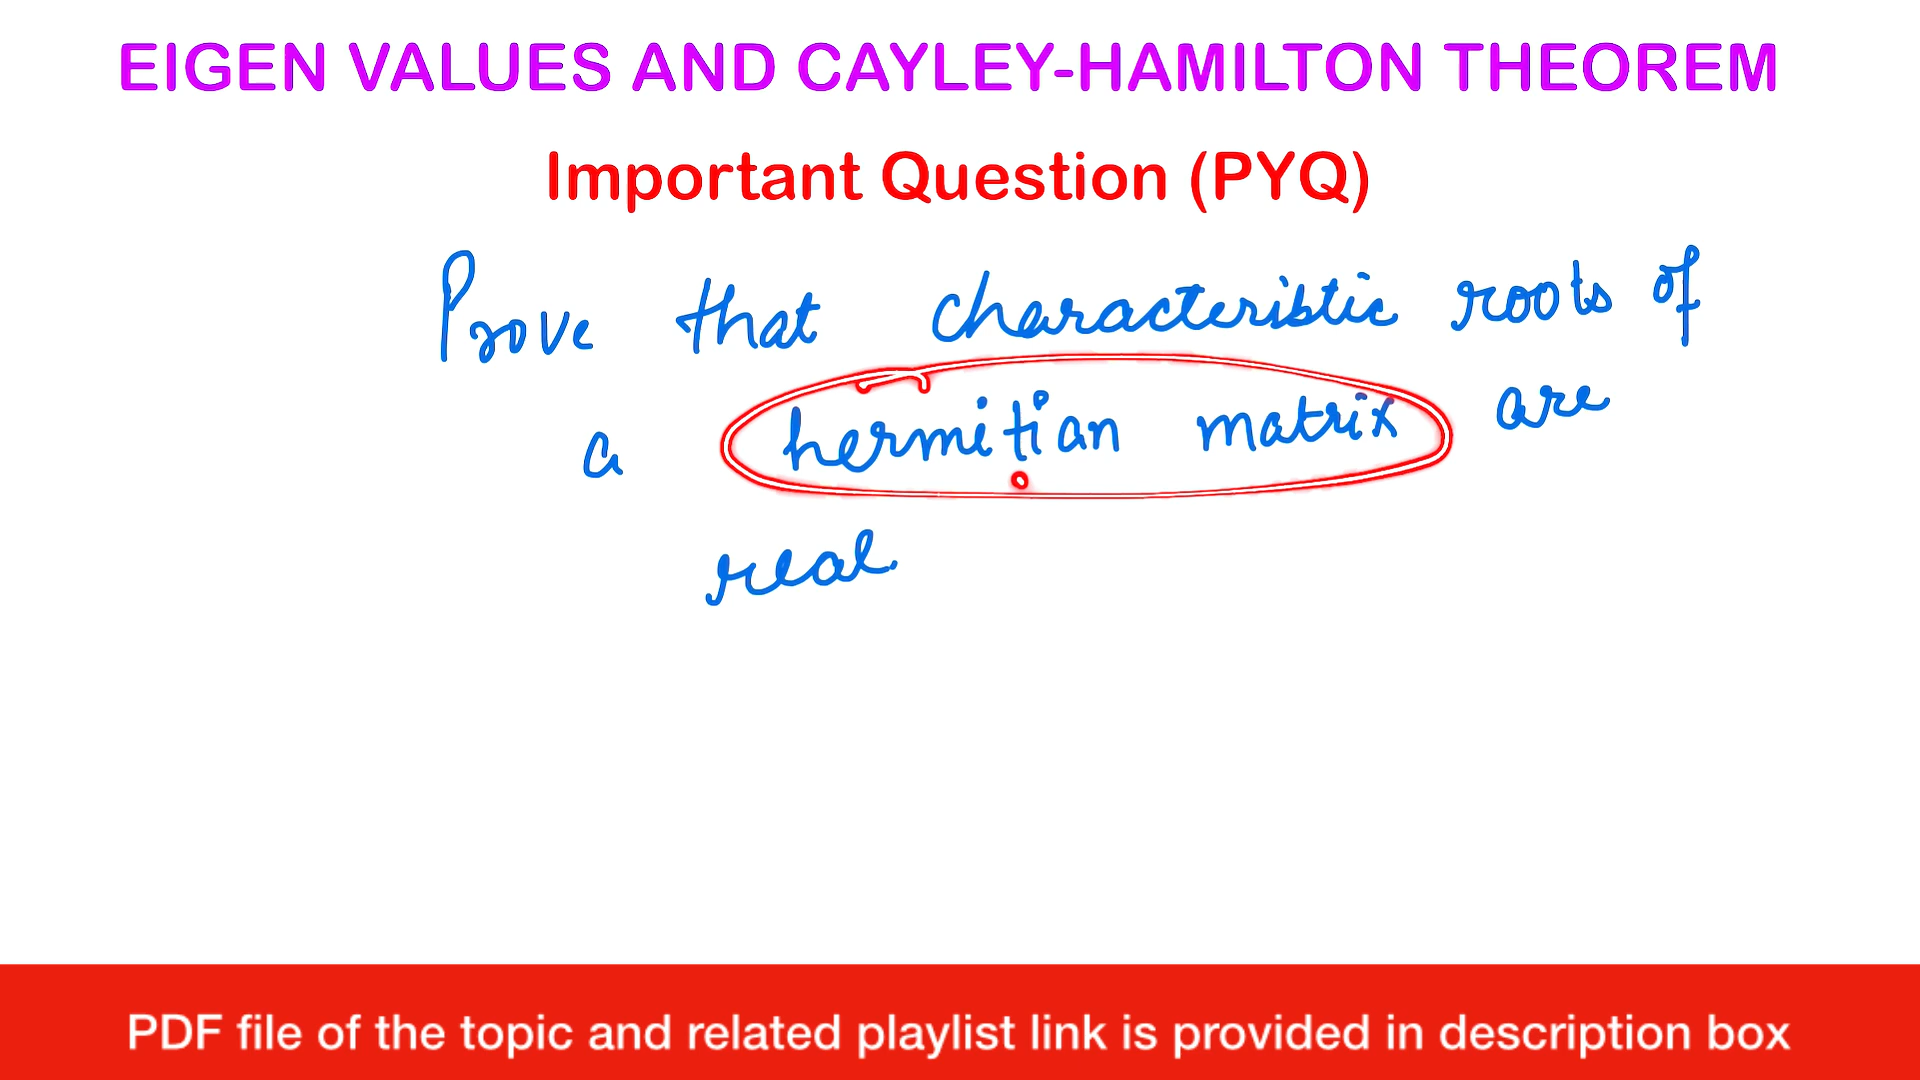 EIGEN VALUES AND CAYLEY-HAMILTON THEOREM
Important Question (PYQ)
Prove that characteristic roots of
a hermitian matrix are
real.
PDF file of the topic and related playlist link is provided in description box